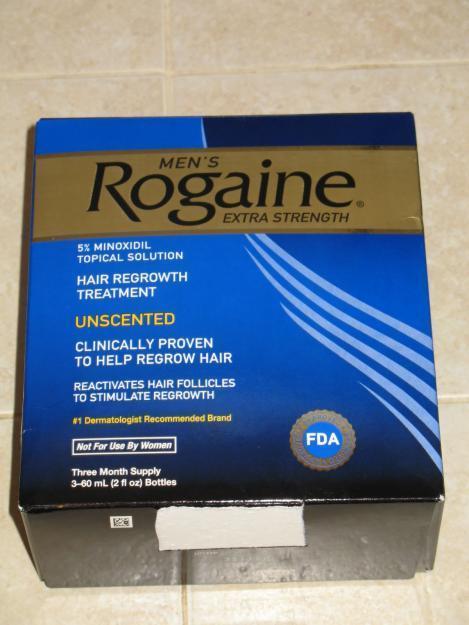 MEN'S
Rogaine®
EXTRA STRENGTH
5% MINOXIDIL
TOPICAL SOLUTION
HAIR REGROWTH
TREATMENT
UNSCENTED
CLINICALLY PROVEN
TO HELP REGROW HAIR
REACTIVATES HAIR FOLLICLES
TO STIMULATE REGROWTH
#1 Dermatologist Recommended Brand
Not For Use By Women
FDA
Three Month Supply
3–60 mL (2 fl oz) Bottles